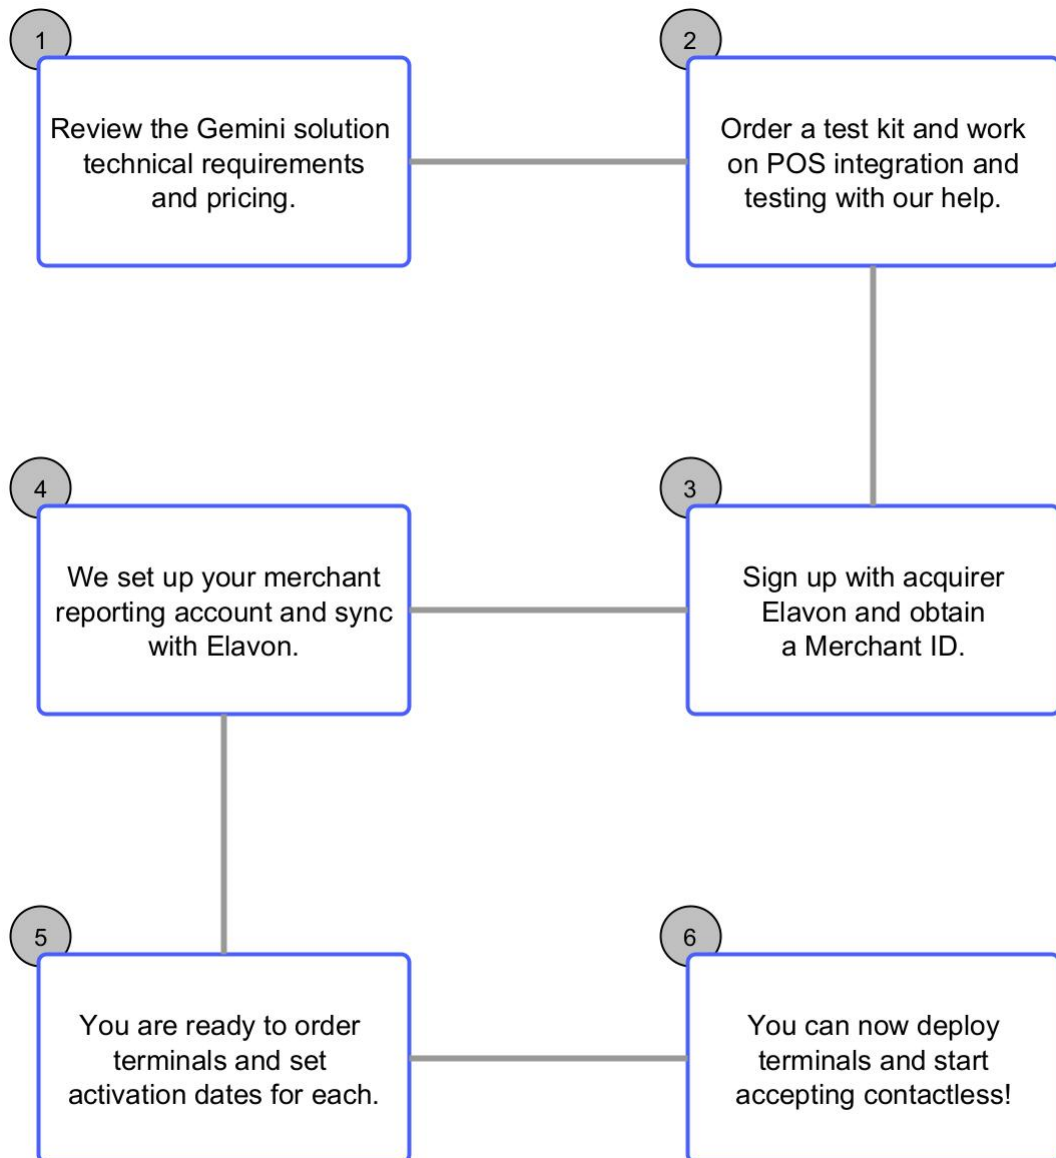 1
Review the Gemini solution
technical requirements
and pricing.
2
Order a test kit and work
on POS integration and
testing with our help.
3
Sign up with acquirer
Elavon and obtain
a Merchant ID.
4
We set up your merchant
reporting account and sync
with Elavon.
5
You are ready to order
terminals and set
activation dates for each.
6
You can now deploy
terminals and start
accepting contactless!